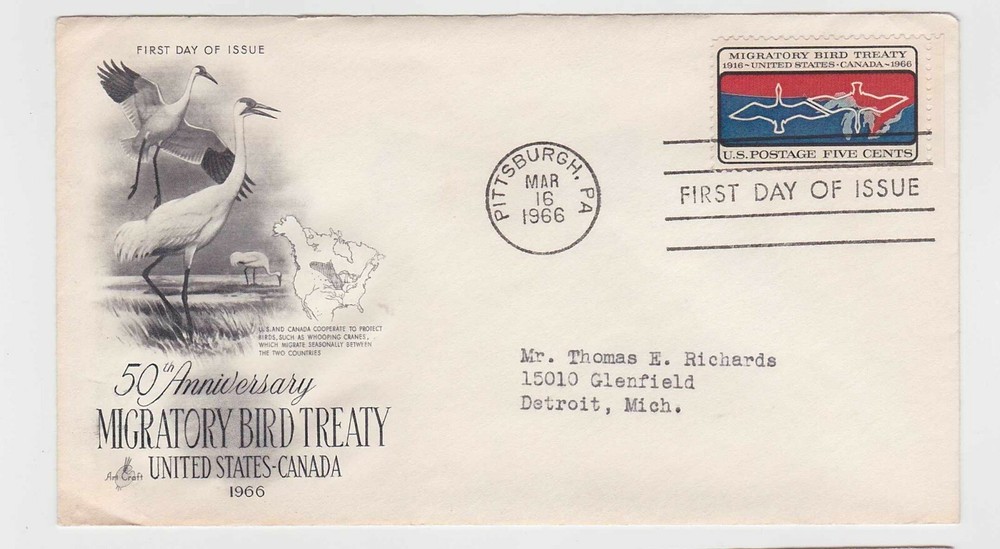 FIRST DAY OF ISSUE
MIGRATORY BIRD TREATY
1916~UNITED STATES·CANADA~1966
U.S. POSTAGE FIVE CENTS
PITTSBURGH, PA
MAR
16
1966
FIRST DAY OF ISSUE
U.S. AND CANADA COOPERATE TO PROTECT
BIRDS, SUCH AS WHOOPING CRANES,
WHICH MIGRATE SEASONALLY BETWEEN
THE TWO COUNTRIES
50th Anniversary
MIGRATORY BIRD TREATY
UNITED STATES-CANADA
1966
Art Craft
Mr. Thomas E. Richards
15010 Glenfield
Detroit, Mich.